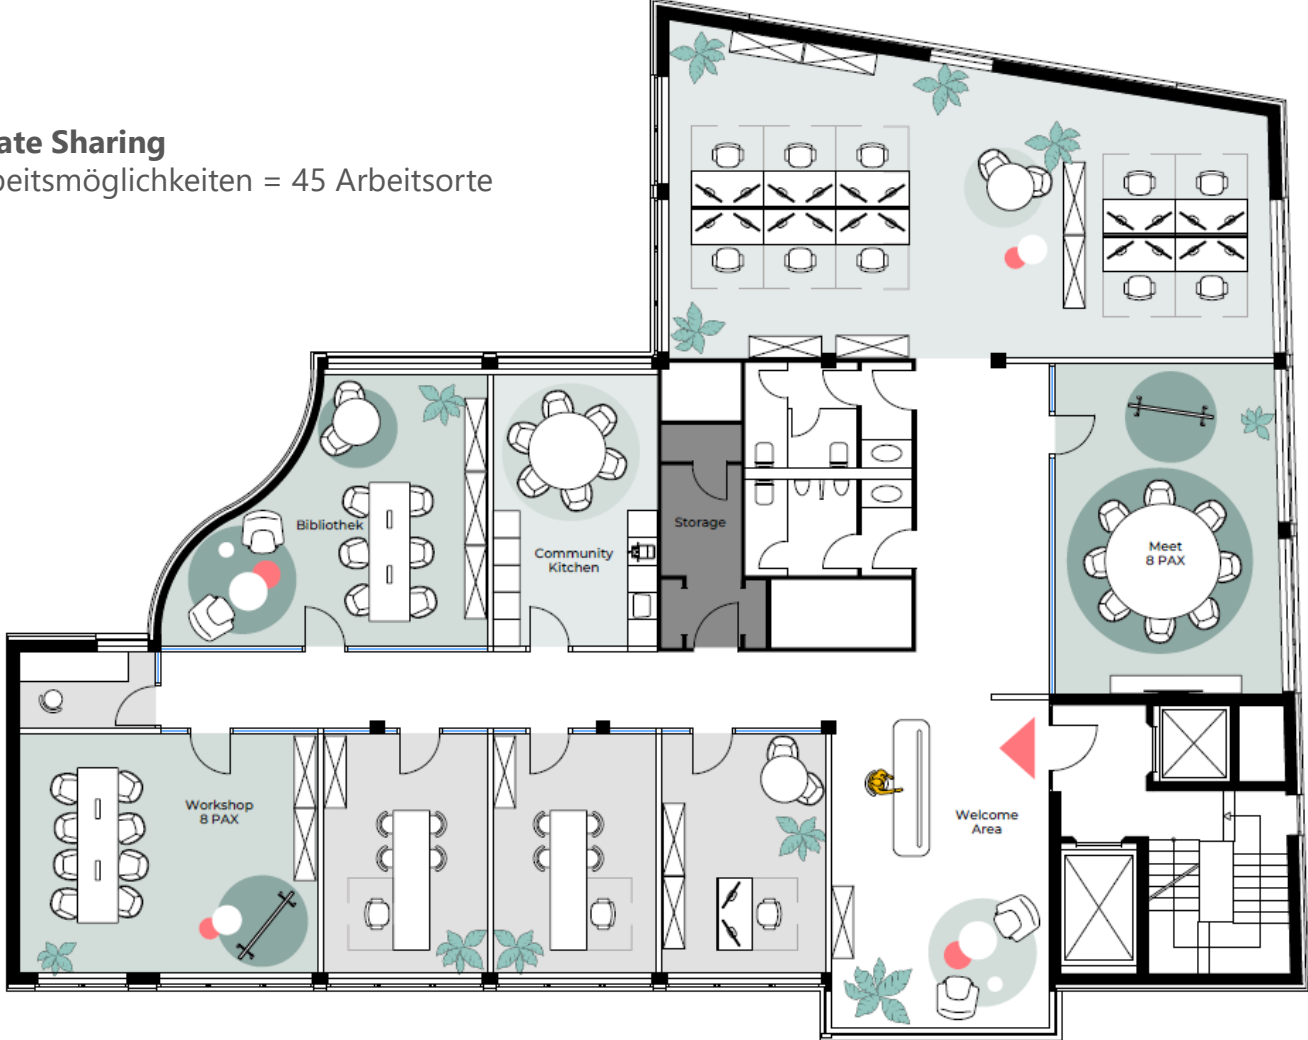 ate Sharing
beitsmöglichkeiten = 45 Arbeitsorte
Bibliothek
Community
Kitchen
Storage
Meet
8 PAX
Workshop
8 PAX
Welcome
Area